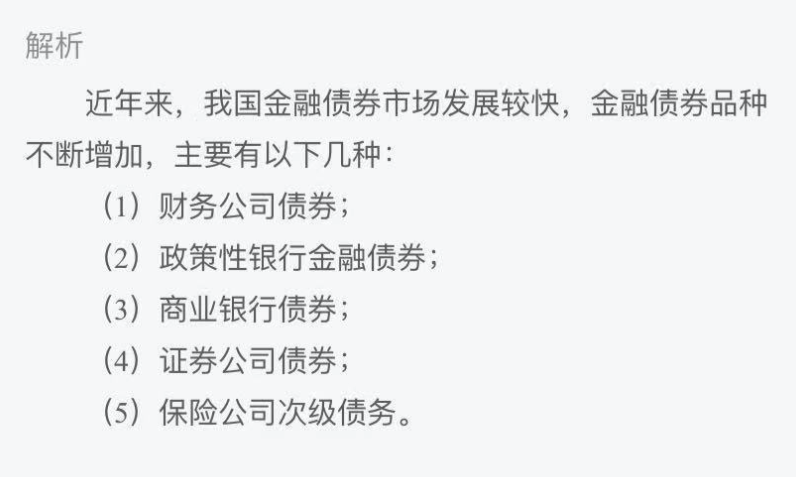 解析
近年来，我国金融债券市场发展较快，金融债券品种
不断增加，主要有以下几种：
（1）财务公司债券；
（2）政策性银行金融债券；
（3）商业银行债券；
（4）证券公司债券；
（5）保险公司次级债务。